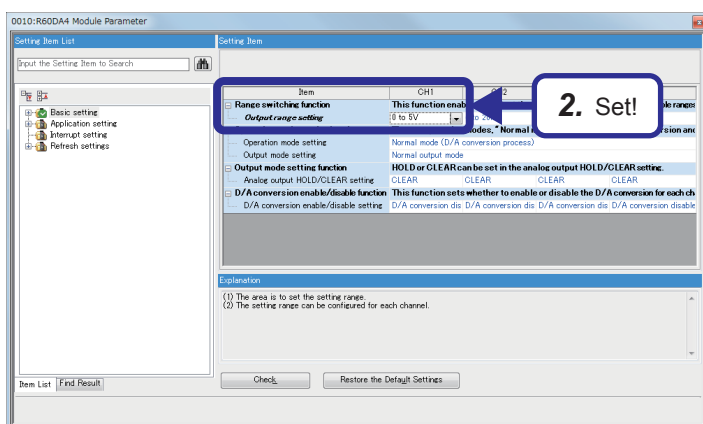 0010:R60DA4 Module Parameter
Setting Item List
Setting Item
Input the Setting Item to Search
Item CH1 CH2
Range switching function This function enab ble ranges
Output range setting 0 to 5V
odes, "Normal sion and
Operation mode setting Normal mode (D/A conversion process)
Output mode setting Normal output mode
Output mode setting function HOLD or CLEAR can be set in the analog output HOLD/CLEAR setting.
Analog output HOLD/CLEAR setting CLEAR CLEAR CLEAR CLEAR
D/A conversion enable/disable function This function sets whether to enable or disable the D/A conversion for each ch
D/A conversion enable/disable setting D/A conversion dis D/A conversion dis D/A conversion dis D/A conversion disable
2. Set!
Basic setting
Application setting
Interrupt setting
Refresh settings
Explanation
(1) The area is to set the setting range.
(2) The setting range can be configured for each channel.
Item List Find Result
Check Restore the Default Settings